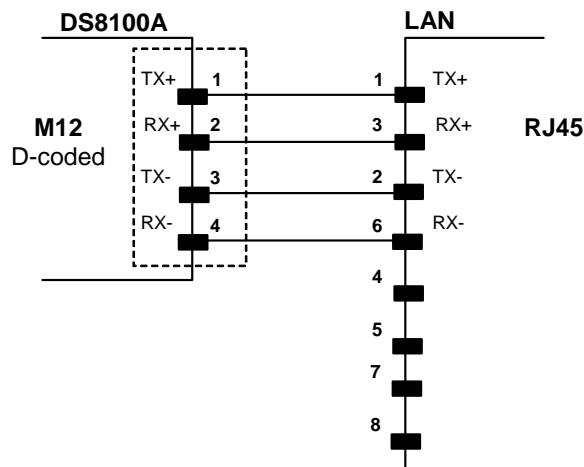 DS8100A
LAN
TX+ 1 1 TX+
M12 RX+ 2 3 RX+ RJ45
D-coded
TX- 3 2 TX-
RX- 4 6 RX-
4
5
7
8